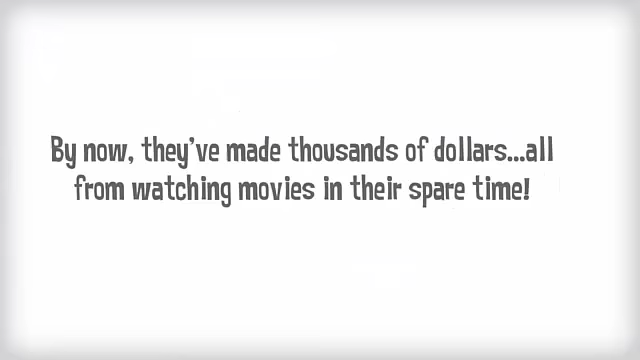 By now, they've made thousands of dollars...all
from watching movies in their spare time!